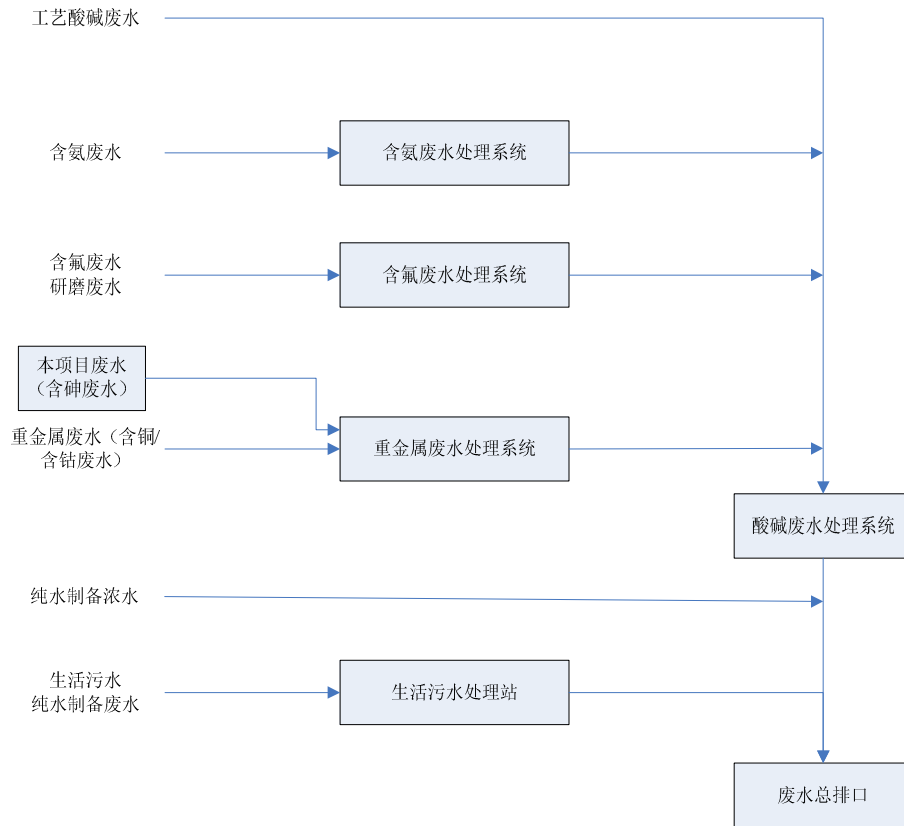 工艺酸碱废水
含氨废水
含氨废水处理系统
含氟废水
研磨废水
含氟废水处理系统
本项目废水
（含砷废水）
重金属废水（含铜/
含钴废水）
重金属废水处理系统
酸碱废水处理系统
纯水制备浓水
生活污水
纯水制备废水
生活污水处理站
废水总排口